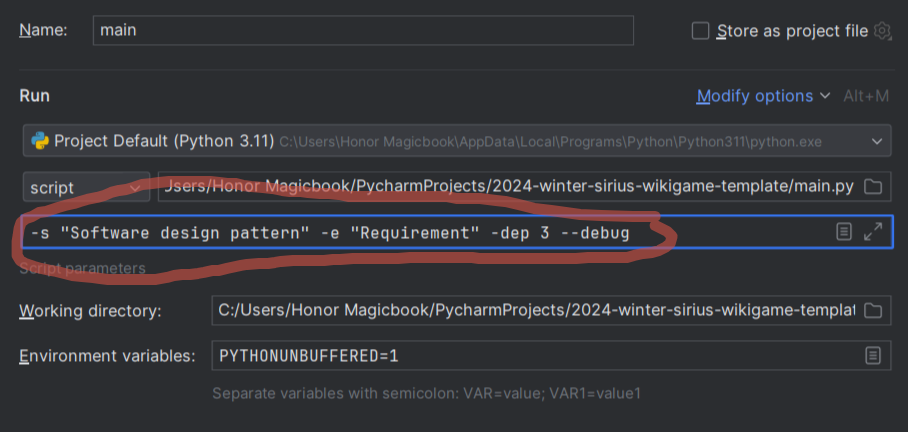 Name: main Store as project file
Run Modify options Alt+M
Project Default (Python 3.11) C:\Users\Honor Magicbook\AppData\Local\Programs\Python\Python311\python.exe
script Jsers/Honor Magicbook/PycharmProjects/2024-winter-sirius-wikigame-template/main.py
-s "Software design pattern" -e "Requirement" -dep 3 --debug
Script parameters
Working directory: C:/Users/Honor Magicbook/PycharmProjects/2024-winter-sirius-wikigame-templat
Environment variables: PYTHONUNBUFFERED=1
Separate variables with semicolon: VAR=value; VAR1=value1